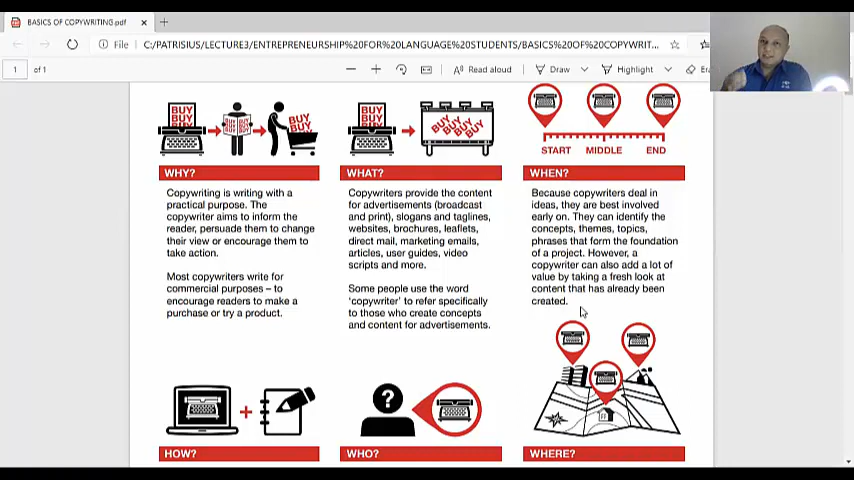 BASICS OF COPYWRITING.pdf
File
C:/PATRISIUS/LECTURE3/ENTREPRENEURSHIP%20FOR%20LANGUAGE%20STUDENTS/BASICS%20OF%20COPYWRIT...
1 of 1
Read aloud
Draw
Highlight
Era
BUY BUY
BUY BUY
BUY BUY
START MIDDLE END
WHY?
Copywriting is writing with a
practical purpose. The
copywriter aims to inform the
reader, persuade them to change
their view or encourage them to
take action.
Most copywriters write for
commercial purposes – to
encourage readers to make a
purchase or try a product.
WHAT?
Copywriters provide the content
for advertisements (broadcast
and print), slogans and taglines,
websites, brochures, leaflets,
direct mail, marketing emails,
articles, user guides, video
scripts and more.
Some people use the word
‘copywriter’ to refer specifically
to those who create concepts
and content for advertisements.
WHEN?
Because copywriters deal in
ideas, they are best involved
early on. They can identify the
concepts, themes, topics,
phrases that form the foundation
of a project. However, a
copywriter can also add a lot of
value by taking a fresh look at
content that has already been
created.
?
HOW?
WHO?
WHERE?